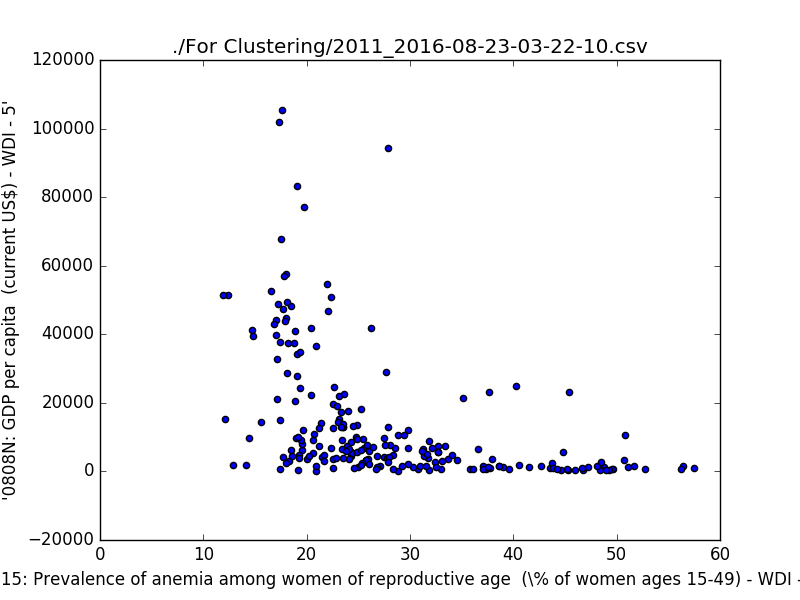 ./For Clustering/2011_2016-08-23-03-22-10.csv
120000
100000
80000
60000
40000
20000
0
−20000
'0808N: GDP per capita  (current US$) - WDI - 5'
0 10 20 30 40 50 60
15: Prevalence of anemia among women of reproductive age  (\% of women ages 15-49) - WDI -